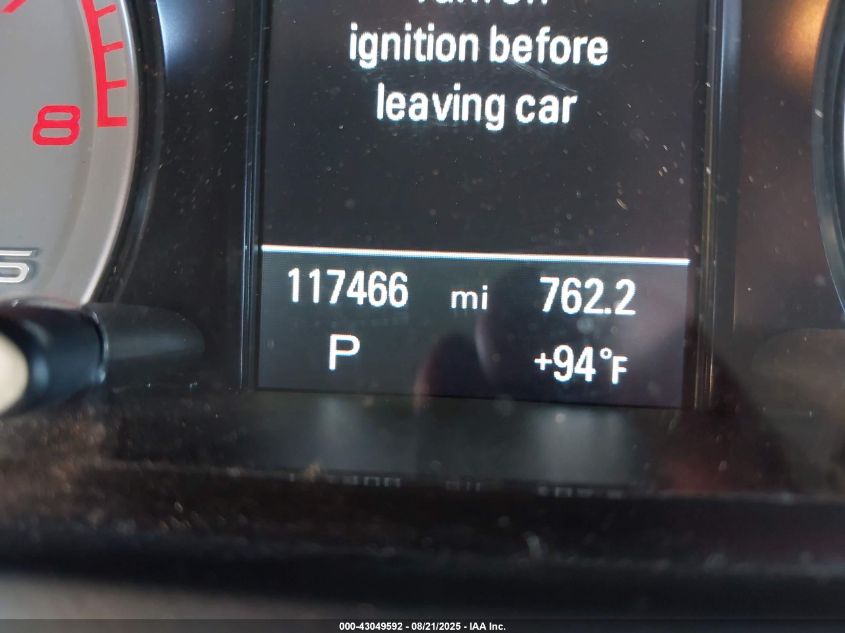 ignition before
leaving car
8
117466 mi 762.2
P +94°F
000-43049592 - 08/21/2025 - IAA Inc.